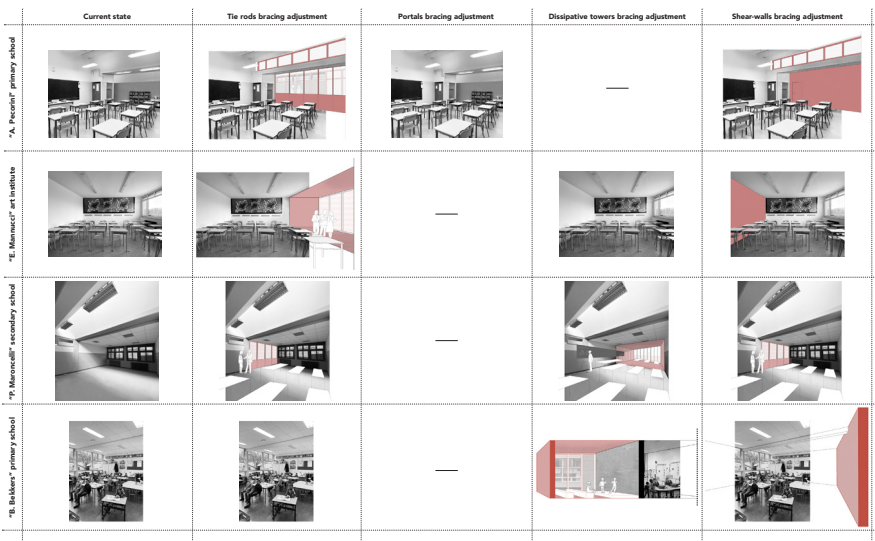 Current state
Tie rods bracing adjustment
Portals bracing adjustment
Dissipative towers bracing adjustment
Shear-walls bracing adjustment
"A. Pecorini" primary school
"E. Mannucci" art institute
"P. Maroncelli" secondary school
"B. Bekkers" primary school